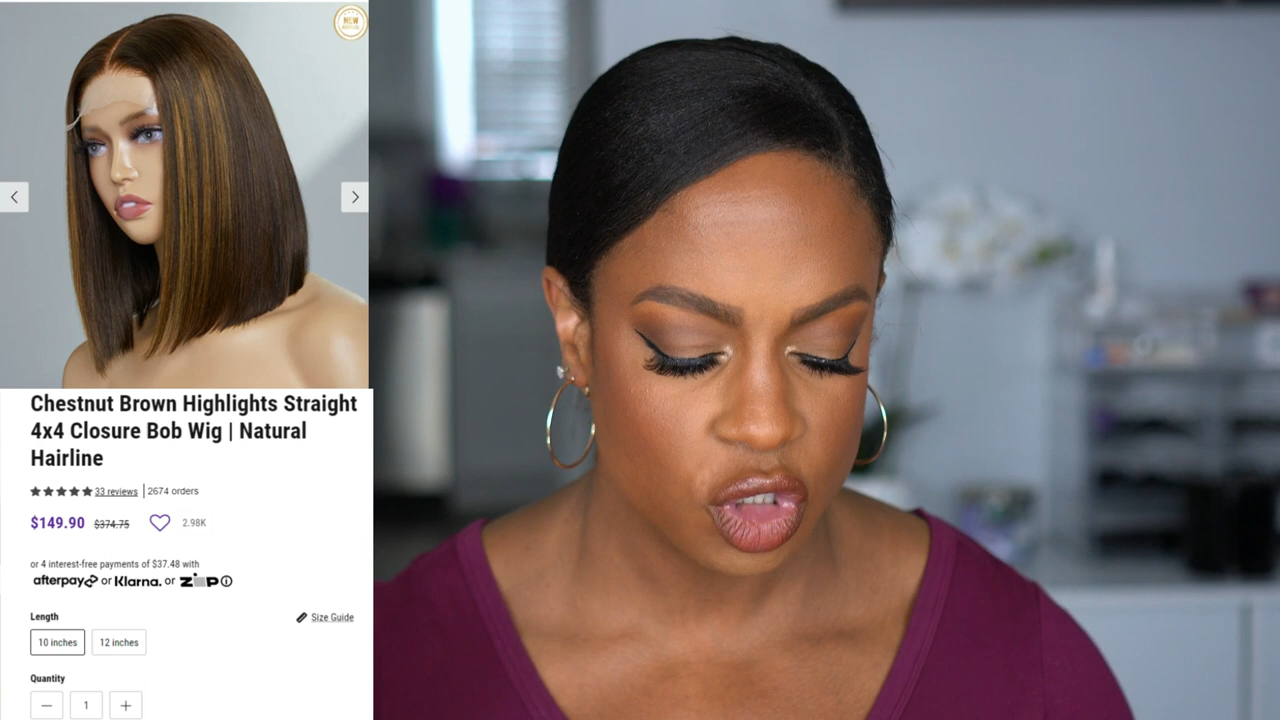 NEW
Chestnut Brown Highlights Straight
4x4 Closure Bob Wig | Natural
Hairline
33 reviews | 2674 orders
$149.90 $374.75 2.98K
or 4 interest-free payments of $37.48 with
afterpay or Klarna. or ZIP
Length
Size Guide
10 inches 12 inches
Quantity
1